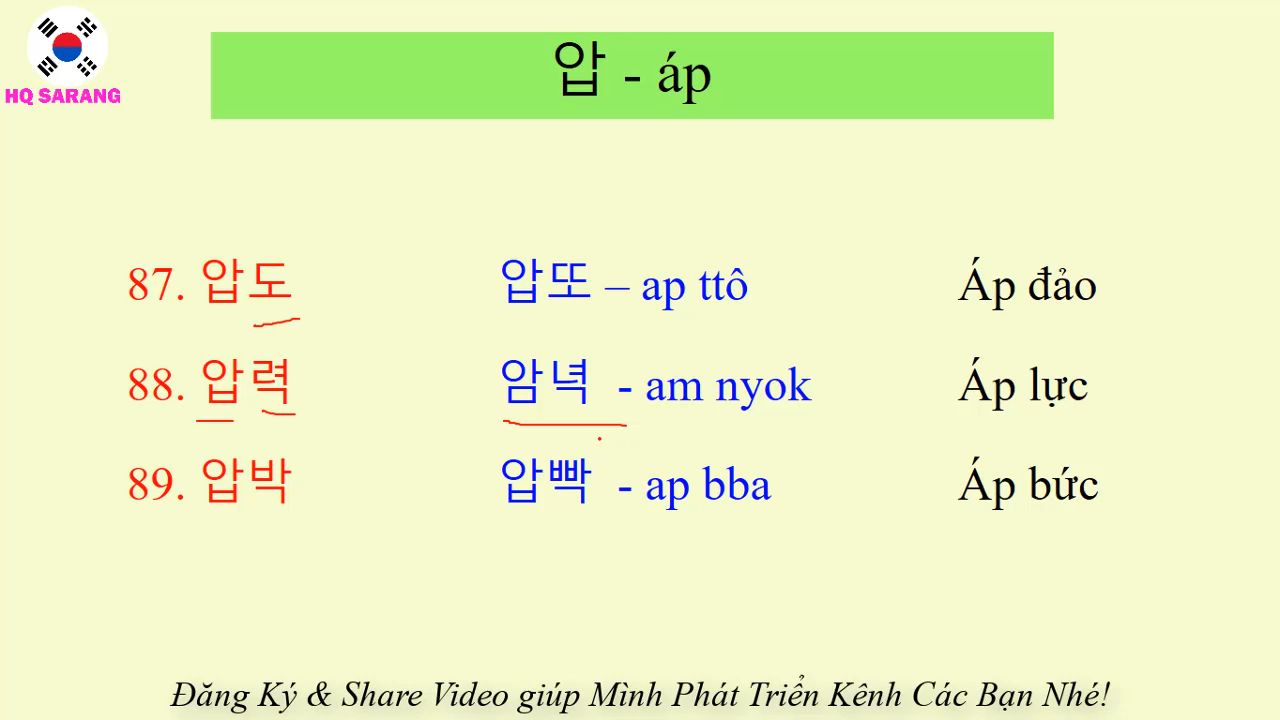 HQ SARANG
압 - áp
87. 압도 압또 – ap ttô Áp đảo
88. 압력 암녁 - am nyok Áp lực
89. 압박 압빡 - ap bba Áp bức
Đăng Ký & Share Video giúp Mình Phát Triển Kênh Các Bạn Nhé!